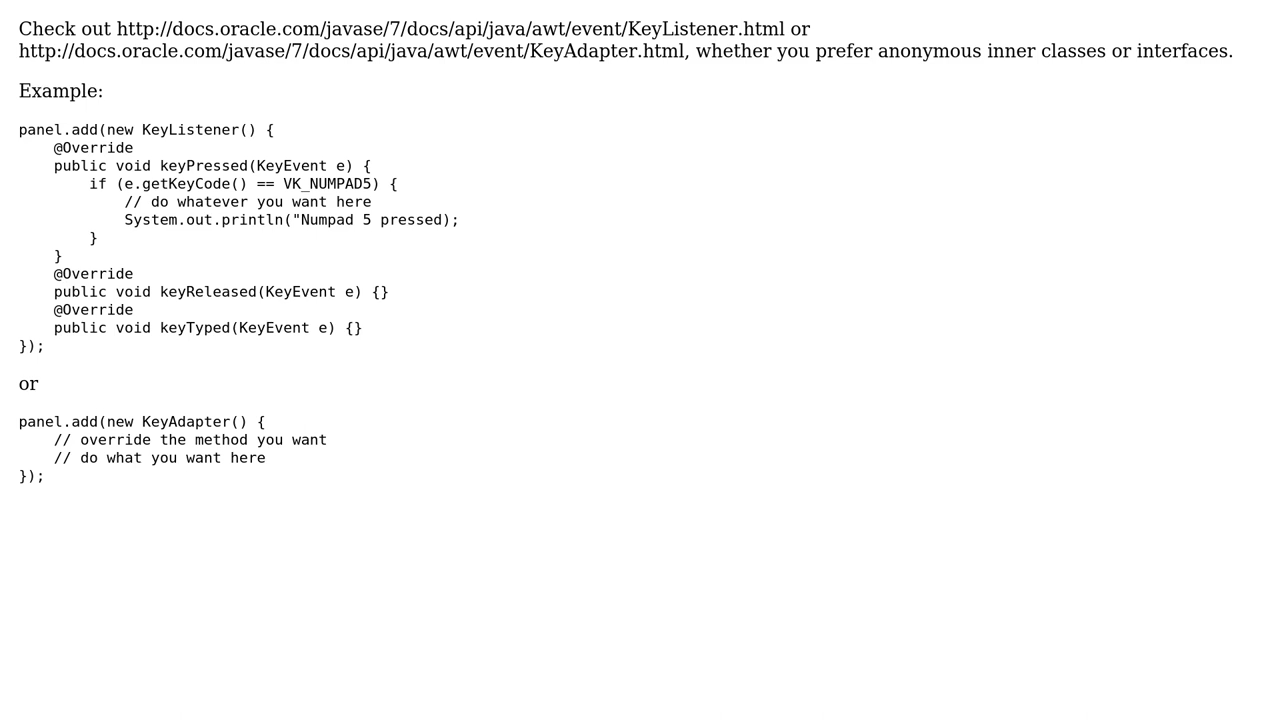 Check out http://docs.oracle.com/javase/7/docs/api/java/awt/event/KeyListener.html or
http://docs.oracle.com/javase/7/docs/api/java/awt/event/KeyAdapter.html, whether you prefer anonymous inner classes or interfaces.
Example:
panel.add(new KeyListener() {
    @Override
    public void keyPressed(KeyEvent e) {
        if (e.getKeyCode() == VK_NUMPAD5) {
            // do whatever you want here
            System.out.println("Numpad 5 pressed);
        }
    }
    @Override
    public void keyReleased(KeyEvent e) {}
    @Override
    public void keyTyped(KeyEvent e) {}
});
or
panel.add(new KeyAdapter() {
    // override the method you want
    // do what you want here
});